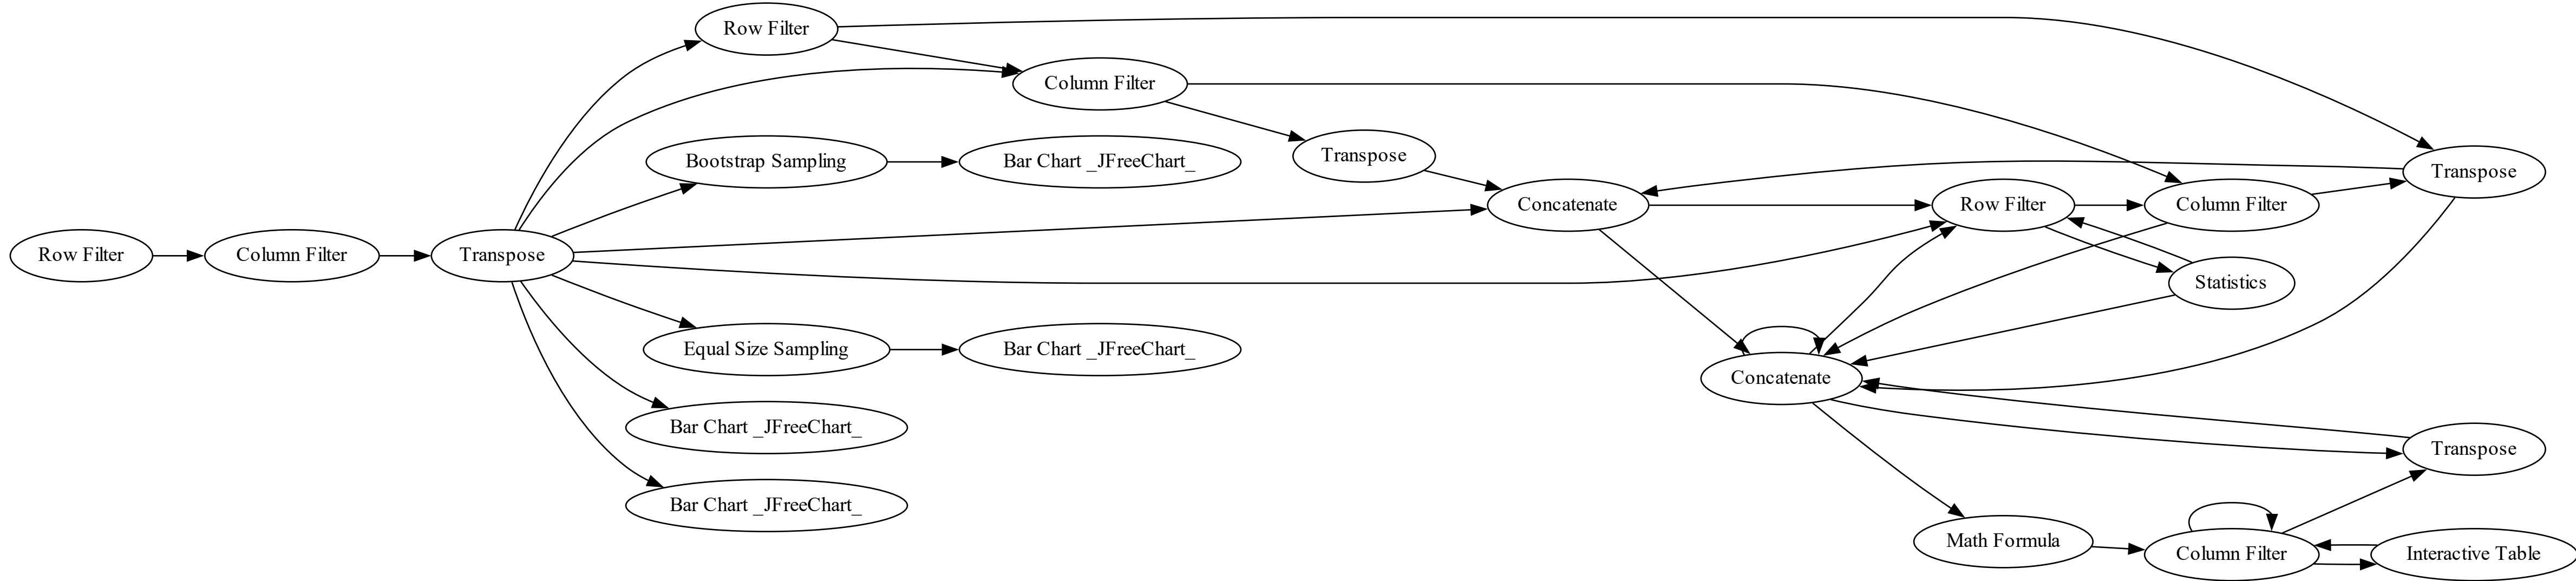 Row Filter
Column Filter
Transpose
Row Filter
Column Filter
Bootstrap Sampling
Bar Chart _JFreeChart_
Transpose
Concatenate
Row Filter
Column Filter
Transpose
Statistics
Equal Size Sampling
Bar Chart _JFreeChart_
Concatenate
Bar Chart _JFreeChart_
Transpose
Bar Chart _JFreeChart_
Math Formula
Column Filter
Interactive Table